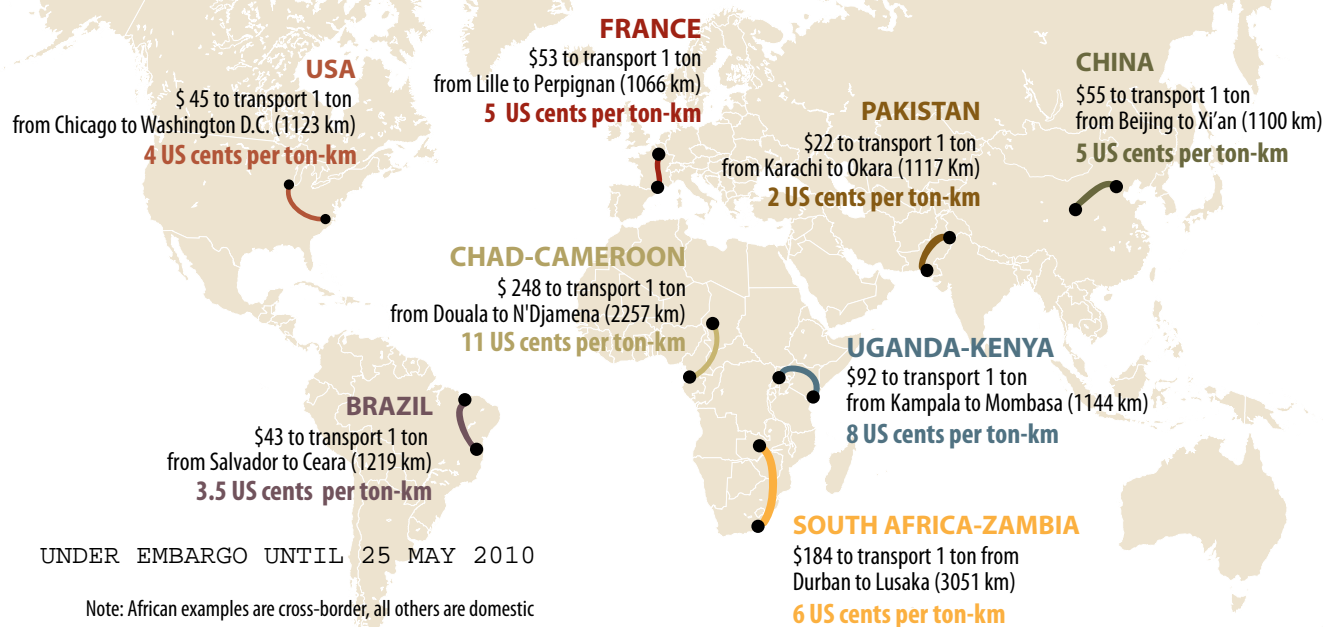 FRANCE
$53 to transport 1 ton
from Lille to Perpignan (1066 km)
5 US cents per ton-km
USA
$ 45 to transport 1 ton
from Chicago to Washington D.C. (1123 km)
4 US cents per ton-km
CHINA
$55 to transport 1 ton
from Beijing to Xi’an (1100 km)
5 US cents per ton-km
PAKISTAN
$22 to transport 1 ton
from Karachi to Okara (1117 Km)
2 US cents per ton-km
CHAD-CAMEROON
$ 248 to transport 1 ton
from Douala to N'Djamena (2257 km)
11 US cents per ton-km
UGANDA-KENYA
$92 to transport 1 ton
from Kampala to Mombasa (1144 km)
8 US cents per ton-km
BRAZIL
$43 to transport 1 ton
from Salvador to Ceara (1219 km)
3.5 US cents per ton-km
SOUTH AFRICA-ZAMBIA
$184 to transport 1 ton from
Durban to Lusaka (3051 km)
6 US cents per ton-km
UNDER EMBARGO UNTIL 25 MAY 2010
Note: African examples are cross-border, all others are domestic